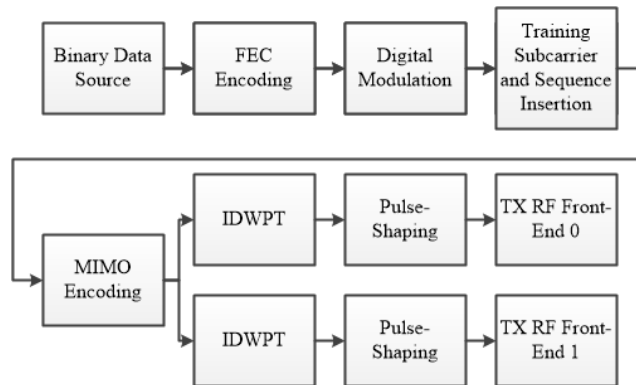 Binary Data
Source
FEC
Encoding
Digital
Modulation
Training
Subcarrier
and Sequence
Insertion
MIMO
Encoding
IDWPT
Pulse-
Shaping
TX RF Front-
End 0
IDWPT
Pulse-
Shaping
TX RF Front-
End 1